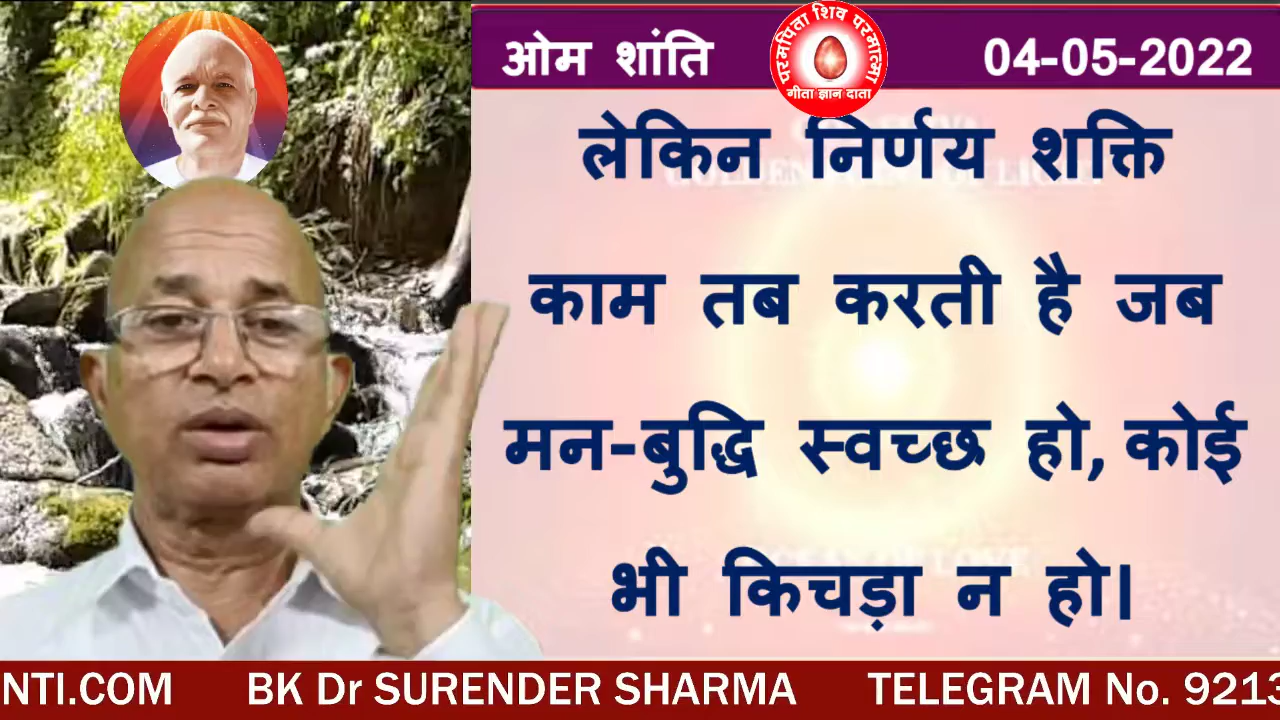 ओम शांति
परमपिता शिव परमात्मा
गीता ज्ञान दाता
04-05-2022
लेकिन निर्णय शक्ति
काम तब करती है जब
मन-बुद्धि स्वच्छ हो, कोई
भी किचड़ा न हो।
NTI.COM BK Dr SURENDER SHARMA TELEGRAM No. 9213